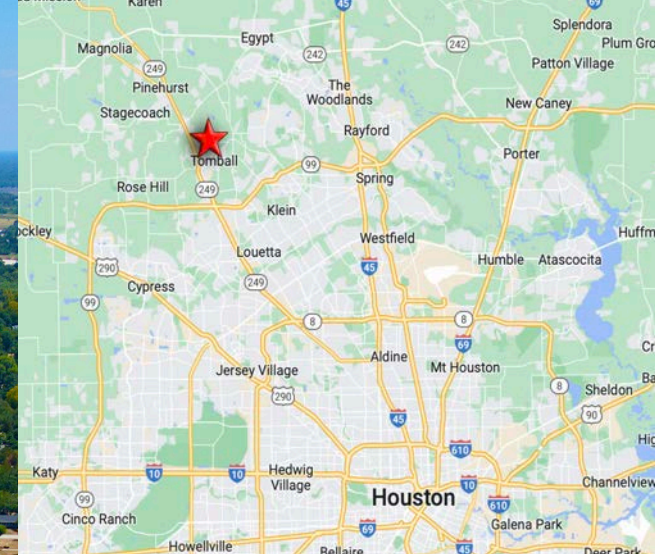 Karen
45
69
Splendora
Egypt
Plum Gro
Magnolia
242
242
249
Patton Village
Pinehurst
The
Woodlands
Stagecoach
New Caney
Rayford
Tomball
99
Porter
Spring
Rose Hill
249
Klein
Huffm
ockley
Westfield
Louetta
290
45
Humble
Atascocita
Cypress
249
99
8
8
69
Aldine
Mt Houston
Jersey Village
8
Sheldon
290
45
90
610
Katy
10
10
Hedwig
Village
10
Channelview
99
Houston
610
Cinco Ranch
69
Galena Park
Howellville
Bellaire
45
Deer Park